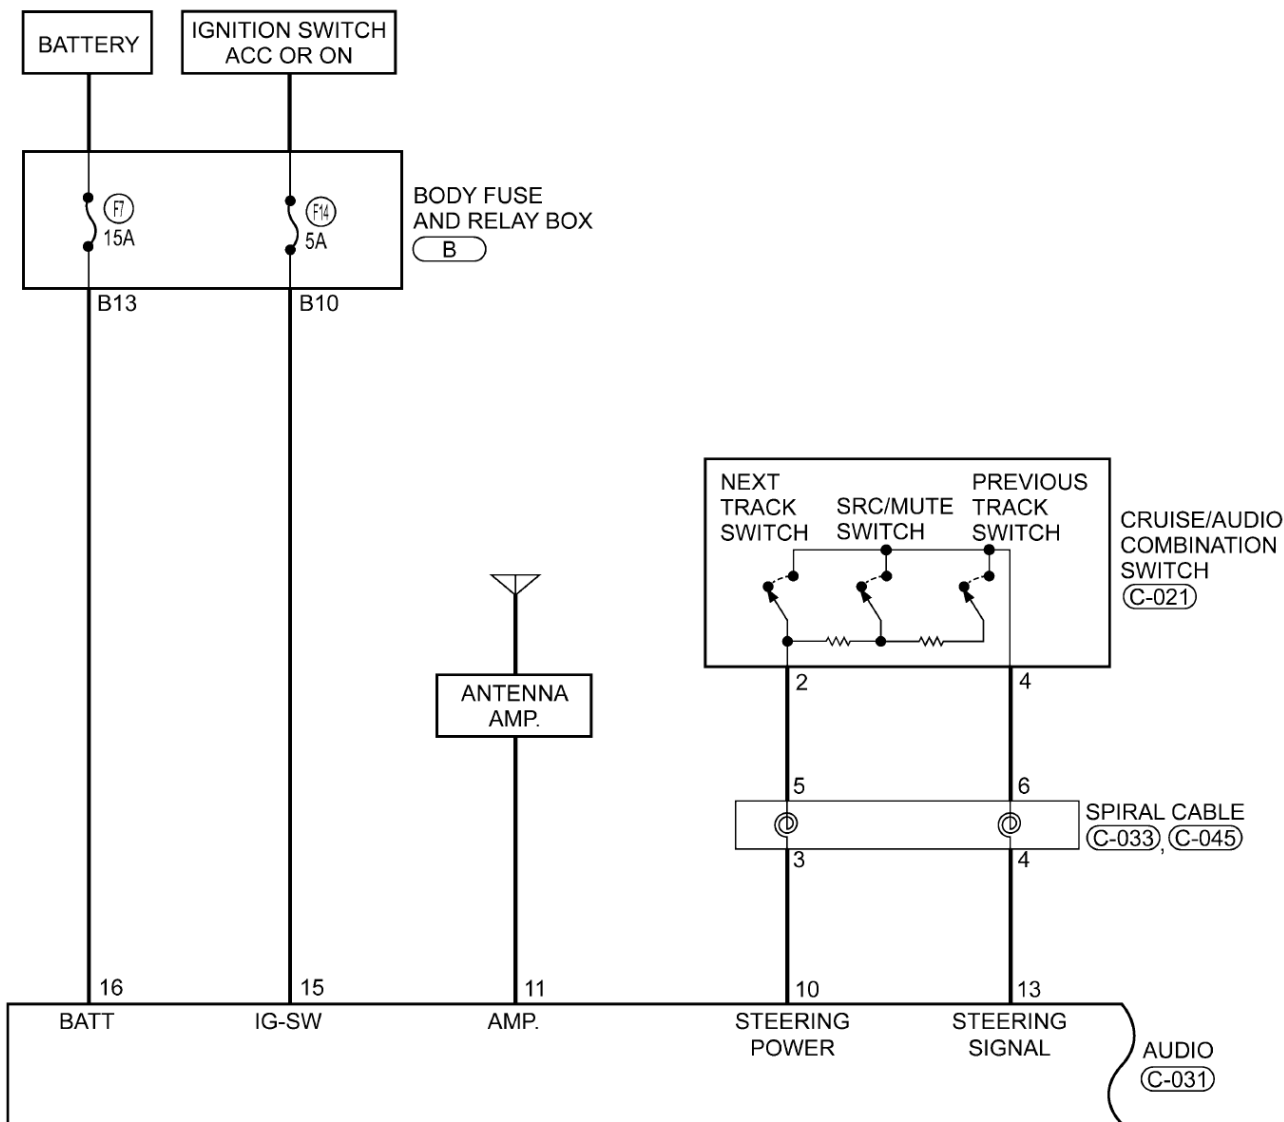 BATTERY
IGNITION SWITCH
ACC OR ON
F7
15A
F14
5A
BODY FUSE
AND RELAY BOX
B
B13
B10
NEXT
TRACK
SWITCH
SRC/MUTE
SWITCH
PREVIOUS
TRACK
SWITCH
CRUISE/AUDIO
COMBINATION
SWITCH
C-021
2
4
ANTENNA
AMP.
5
6
SPIRAL CABLE
C-033, C-045
3
4
16
15
11
10
13
BATT
IG-SW
AMP.
STEERING
POWER
STEERING
SIGNAL
AUDIO
C-031